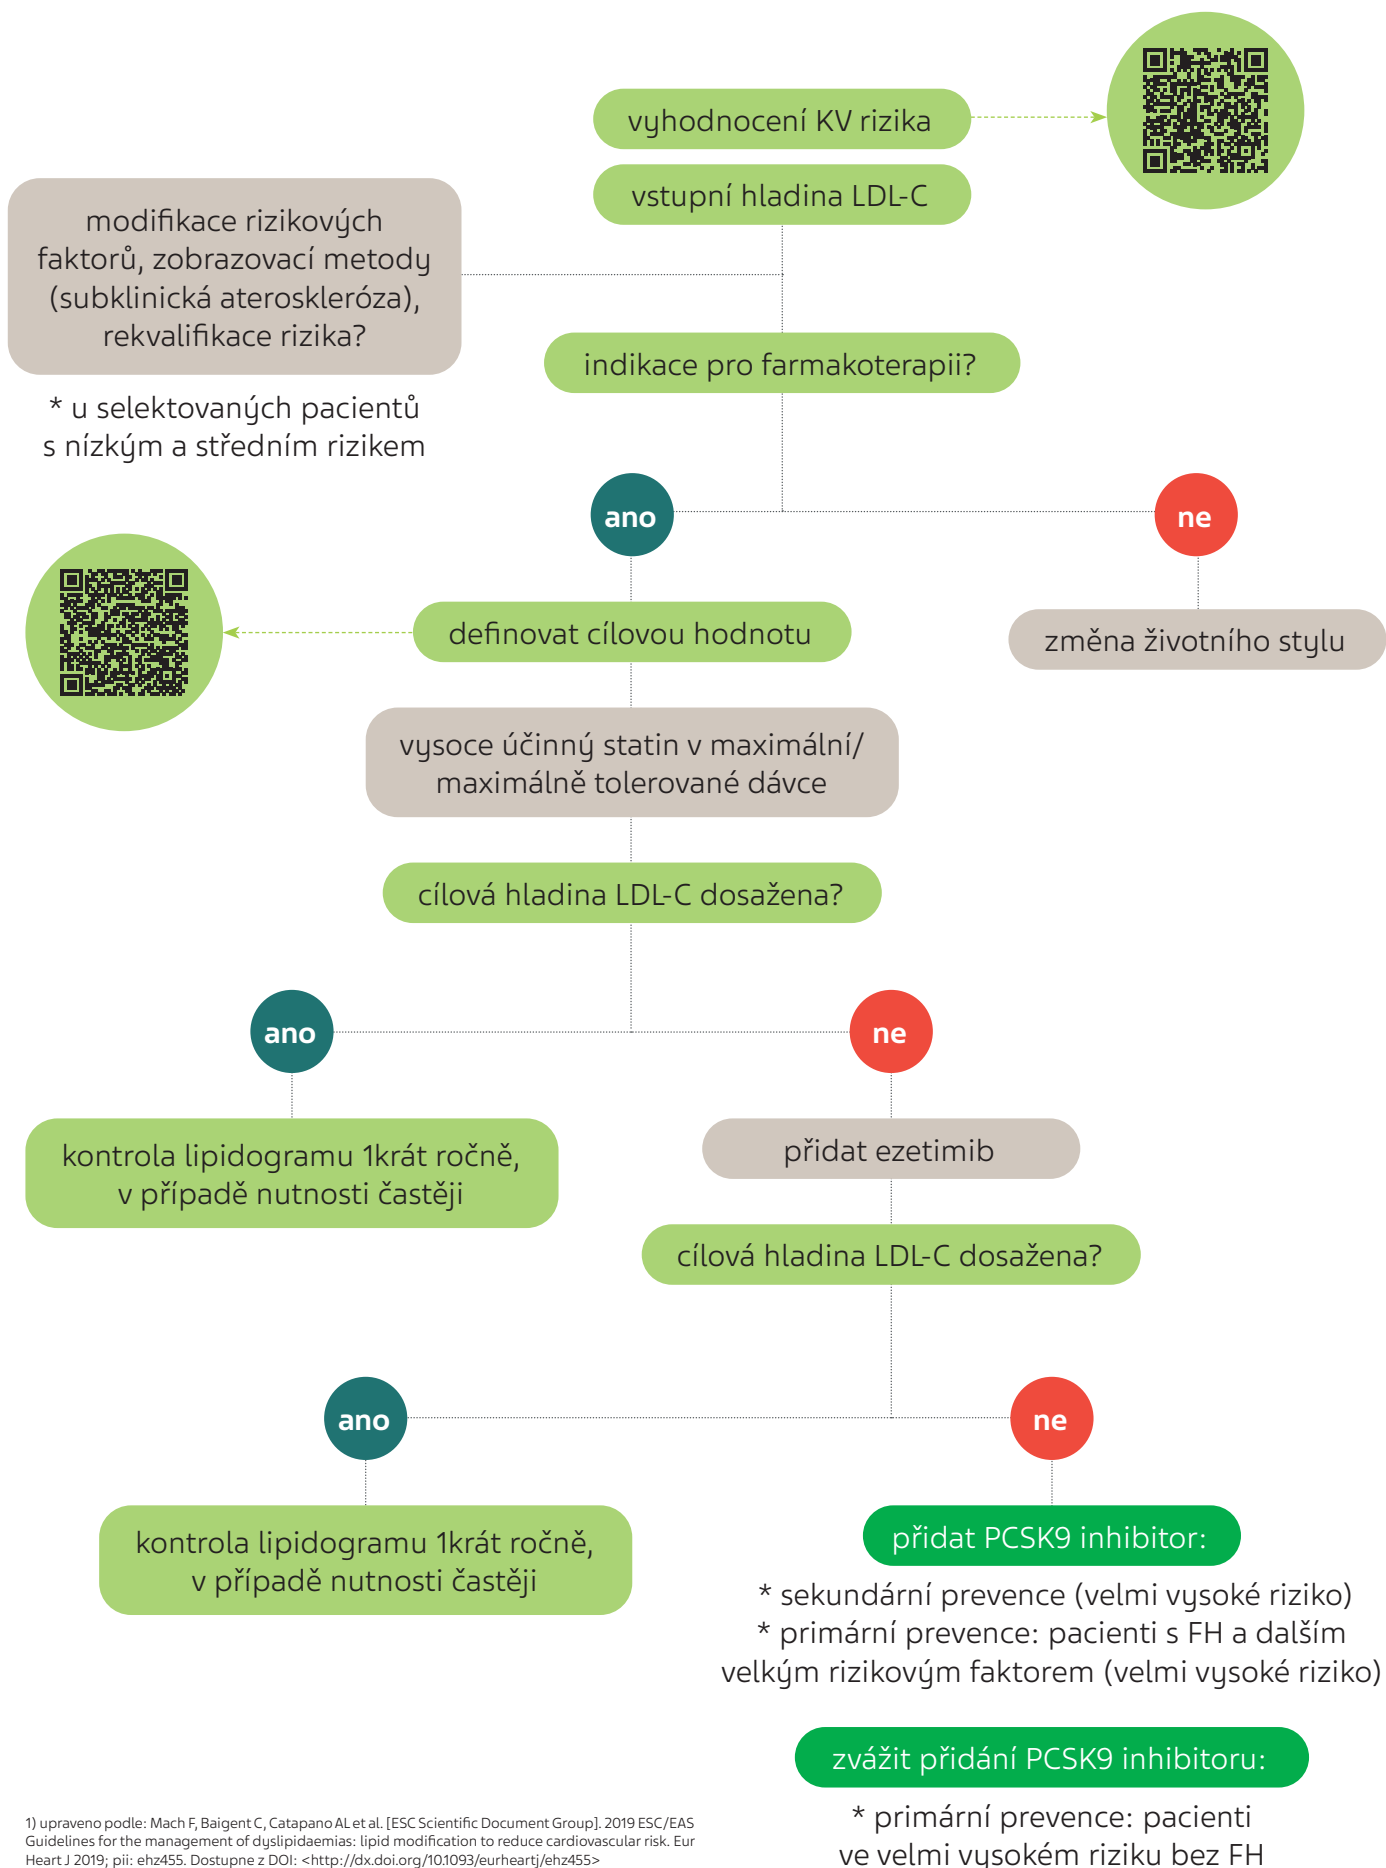 vyhodnocení KV rizika
vstupní hladina LDL-C
modifikace rizikových
faktorů, zobrazovací metody
(subklinická ateroskleróza),
rekvalifikace rizika?
* u selektovaných pacientů
s nízkým a středním rizikem
indikace pro farmakoterapii?
ano
ne
definovat cílovou hodnotu
změna životního stylu
vysoce účinný statin v maximální/
maximálně tolerované dávce
cílová hladina LDL-C dosažena?
ano
ne
kontrola lipidogramu 1krát ročně,
v případě nutnosti častěji
přidat ezetimib
cílová hladina LDL-C dosažena?
ano
ne
kontrola lipidogramu 1krát ročně,
v případě nutnosti častěji
přidat PCSK9 inhibitor:
* sekundární prevence (velmi vysoké riziko)
* primární prevence: pacienti s FH a dalším
velkým rizikovým faktorem (velmi vysoké riziko)
zvážit přidání PCSK9 inhibitoru:
* primární prevence: pacienti
ve velmi vysokém riziku bez FH
1) upraveno podle: Mach F, Baigent C, Catapano AL et al. [ESC Scientific Document Group]. 2019 ESC/EAS
Guidelines for the management of dyslipidaemias: lipid modification to reduce cardiovascular risk. Eur
Heart J 2019; pii: ehz455. Dostupne z DOI: <http://dx.doi.org/10.1093/eurheartj/ehz455>